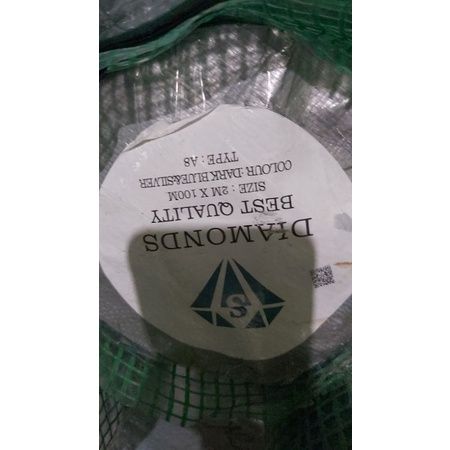 S
DIAMONDS
BEST QUALITY
SIZE : 2M X 100M
COLOUR :DARK BLUE&SILVER
TYPE : A8